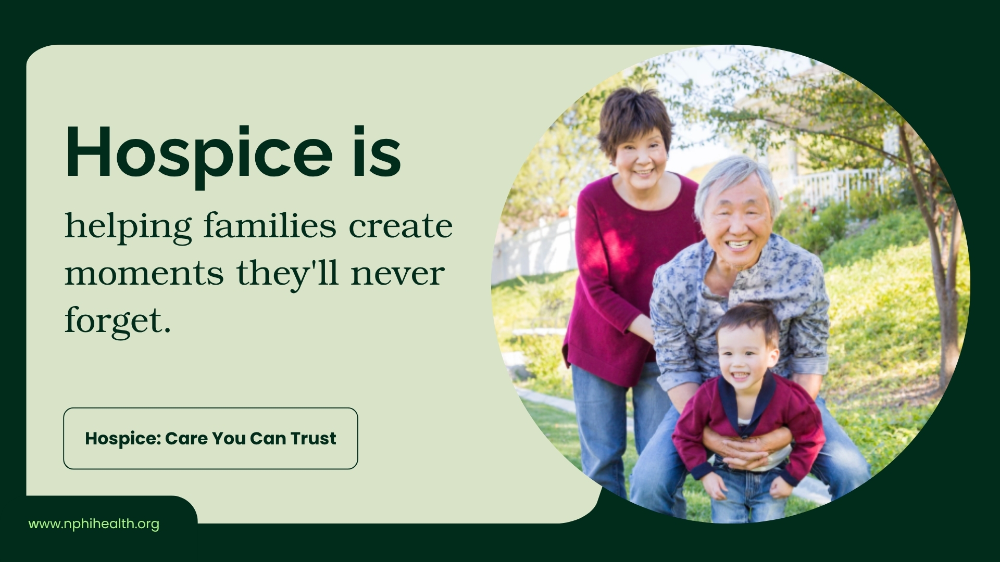 Hospice is
helping families create
moments they'll never
forget.
Hospice: Care You Can Trust
www.nphihealth.org